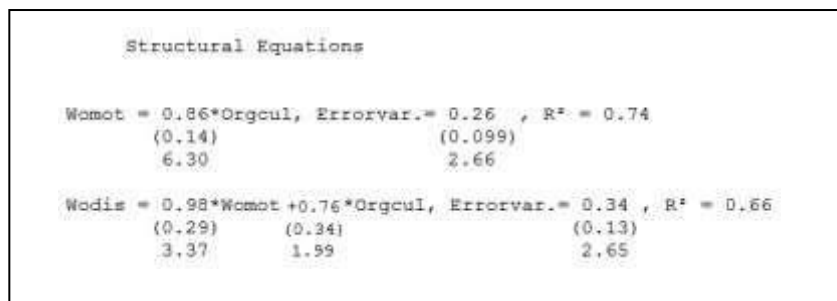 Structural Equations
Womot = 0.86*Orgcul, Errorvar.= 0.26 , R² = 0.74
(0.14) (0.099)
6.30 2.66
Wodis = 0.98*Womot +0.76*Orgcul, Errorvar.= 0.34 , R² = 0.66
(0.29) (0.34) (0.13)
3.37 1.99 2.65